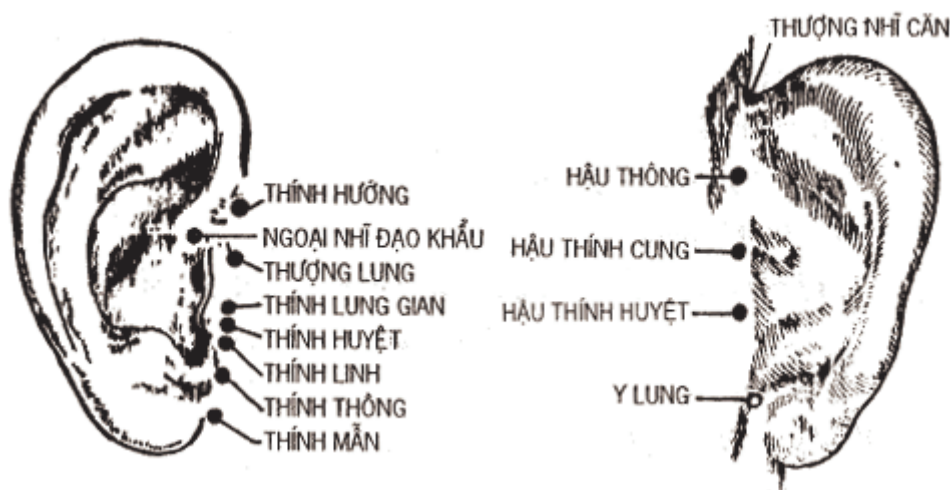 THÍNH HƯỚNG
NGOẠI NHĨ ĐẠO KHẨU
THƯỢNG LUNG
THÍNH LUNG GIAN
THÍNH HUYỆT
THÍNH LINH
THÍNH THÔNG
THÍNH MẪN
THƯỢNG NHĨ CĂN
HẬU THÔNG
HẬU THÍNH CUNG
HẬU THÍNH HUYỆT
Y LUNG